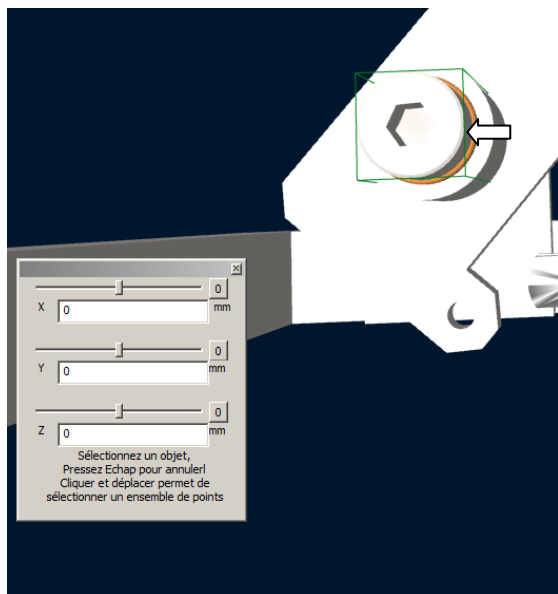 0
X 0 mm
0
Y 0 mm
0
Z 0 mm
Sélectionnez un objet,
Pressez Echap pour annulerl
Cliquer et déplacer permet de
sélectionner un ensemble de points